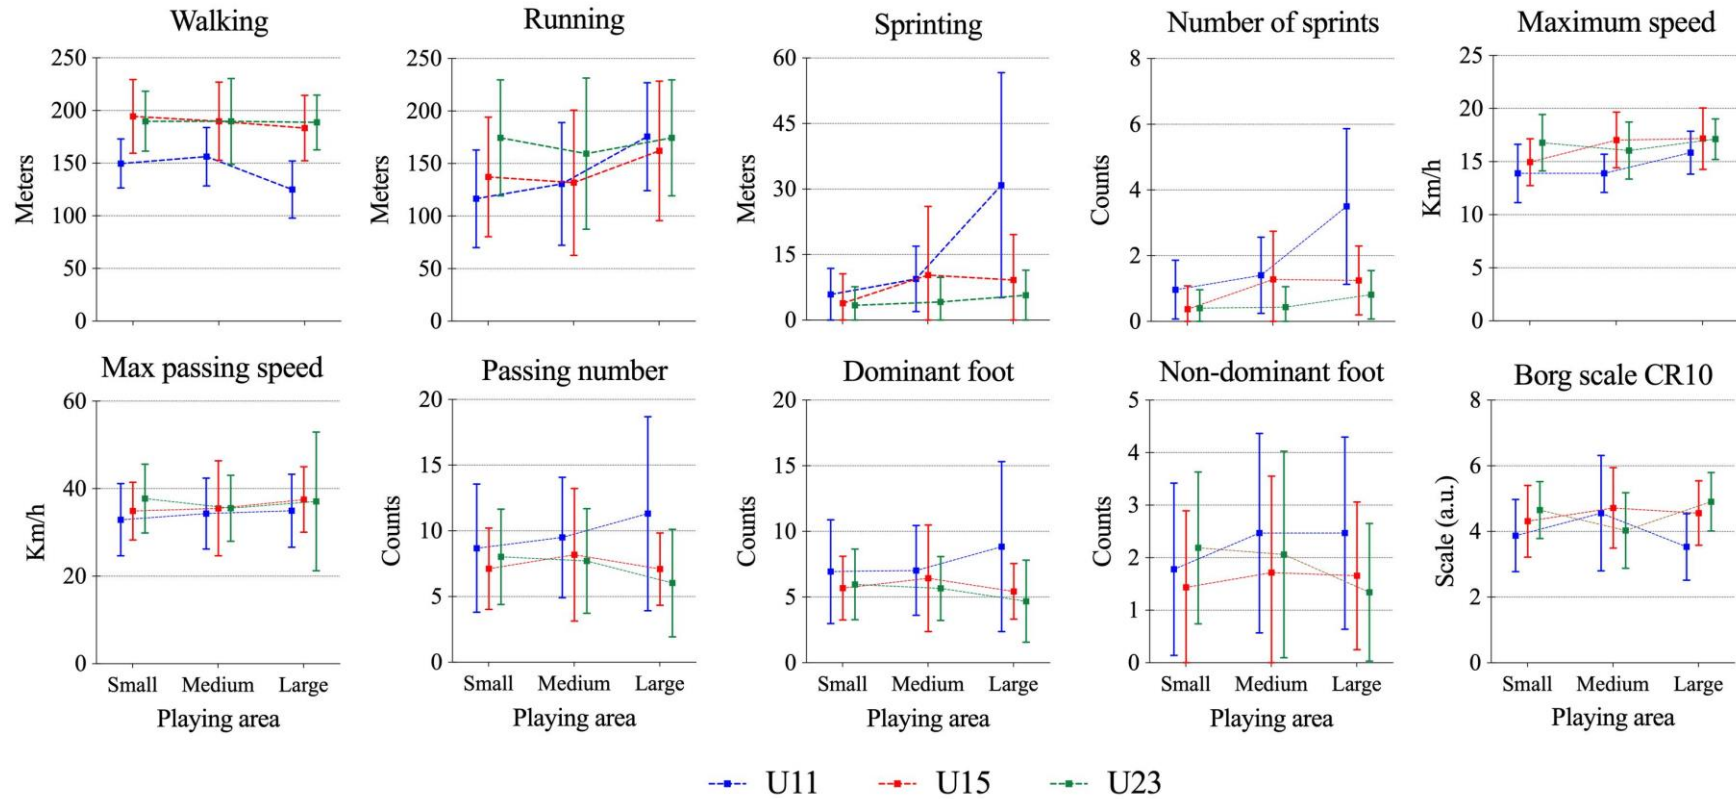 Walking
250
200
150
100
50
0
Meters
Running
250
200
150
100
50
0
Meters
Sprinting
60
45
30
15
0
Meters
Number of sprints
8
6
4
2
0
Counts
Maximum speed
25
20
15
10
5
0
Km/h
Max passing speed
60
40
20
0
Km/h
Small Medium Large
Playing area
Passing number
20
15
10
5
0
Counts
Small Medium Large
Playing area
Dominant foot
20
15
10
5
0
Counts
Small Medium Large
Playing area
Non-dominant foot
5
4
3
2
1
0
Counts
Small Medium Large
Playing area
Borg scale CR10
8
6
4
2
0
Scale (a.u.)
Small Medium Large
Playing area
U11 U15 U23